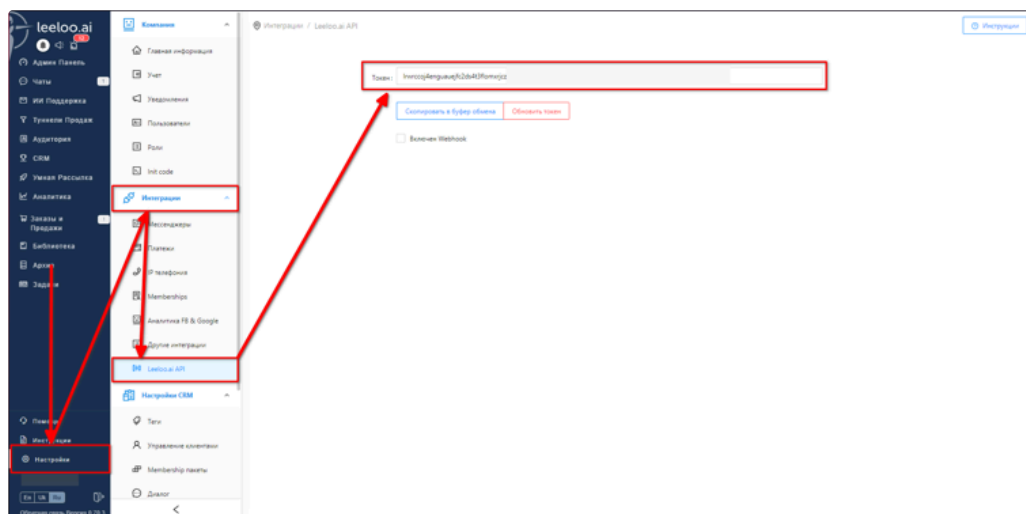 leeloo.ai
Админ Панель
Чаты
ИИ Поддержка
Туннели Продаж
Аудитория
CRM
Умная Рассылка
Аналитика
Заказы и
Продажи
Библиотека
Архив
Задачи
Помощь
Инструкции
Настройки
En Uk Ru
Компания
Главная информация
Учет
Уведомления
Пользователи
Роли
Init code
Интеграции
Мессенджеры
Платежи
IP телефония
Memberships
Аналитика FB & Google
Другие интеграции
Leeloo.ai API
Настройки CRM
Теги
Управление клиентами
Membership пакеты
Диалог
Интеграции / Leeloo.ai API
Инструкции
Токен :
Скопировать в буфер обмена
Обновить токен
Включен Webhook